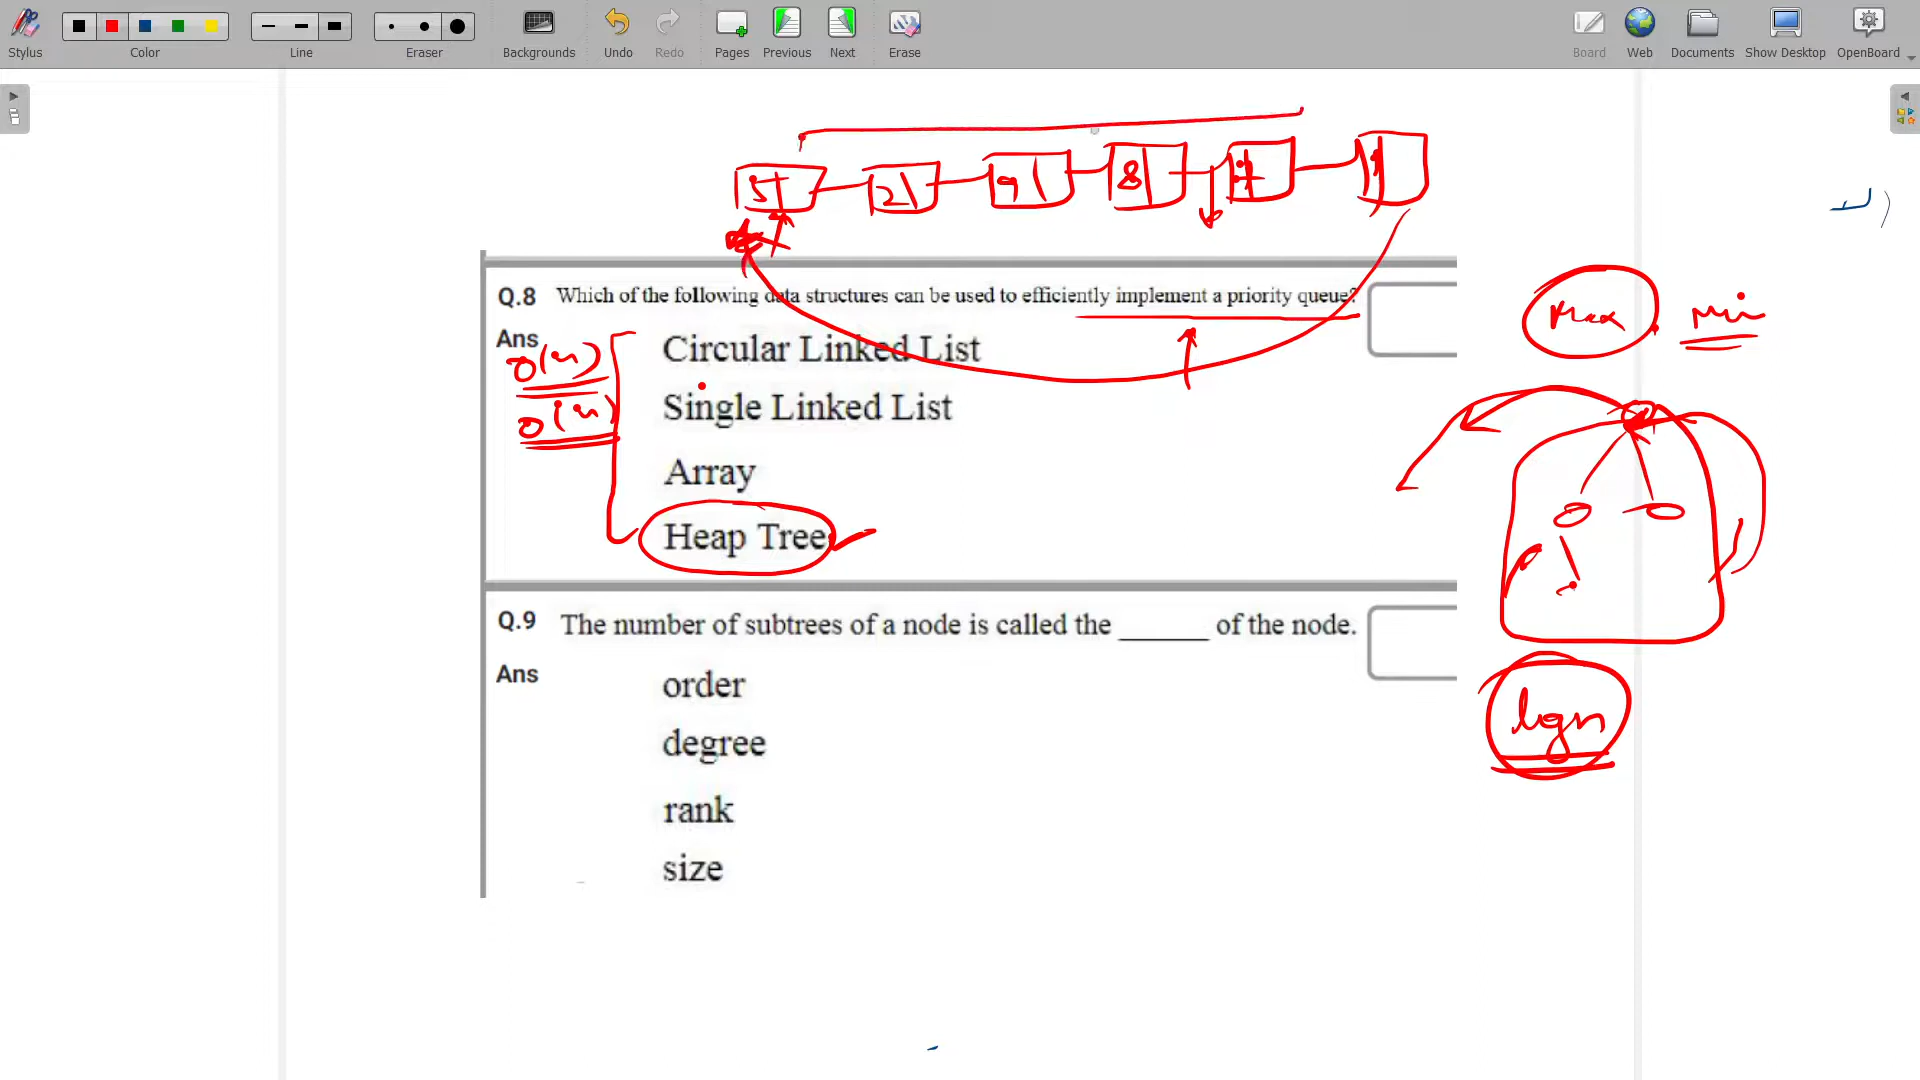 Stylus Color Line Eraser Backgrounds Undo Redo Pages Previous Next Erase Board Web Documents Show Desktop OpenBoard
5 2 9 8
Q.8 Which of the following data structures can be used to efficiently implement a priority queue?
Max Min
Ans
Circular Linked List
O(n)
Single Linked List
O(n)
Array
Heap Tree
Q.9 The number of subtrees of a node is called the ______ of the node.
Ans
order
logn
degree
rank
size